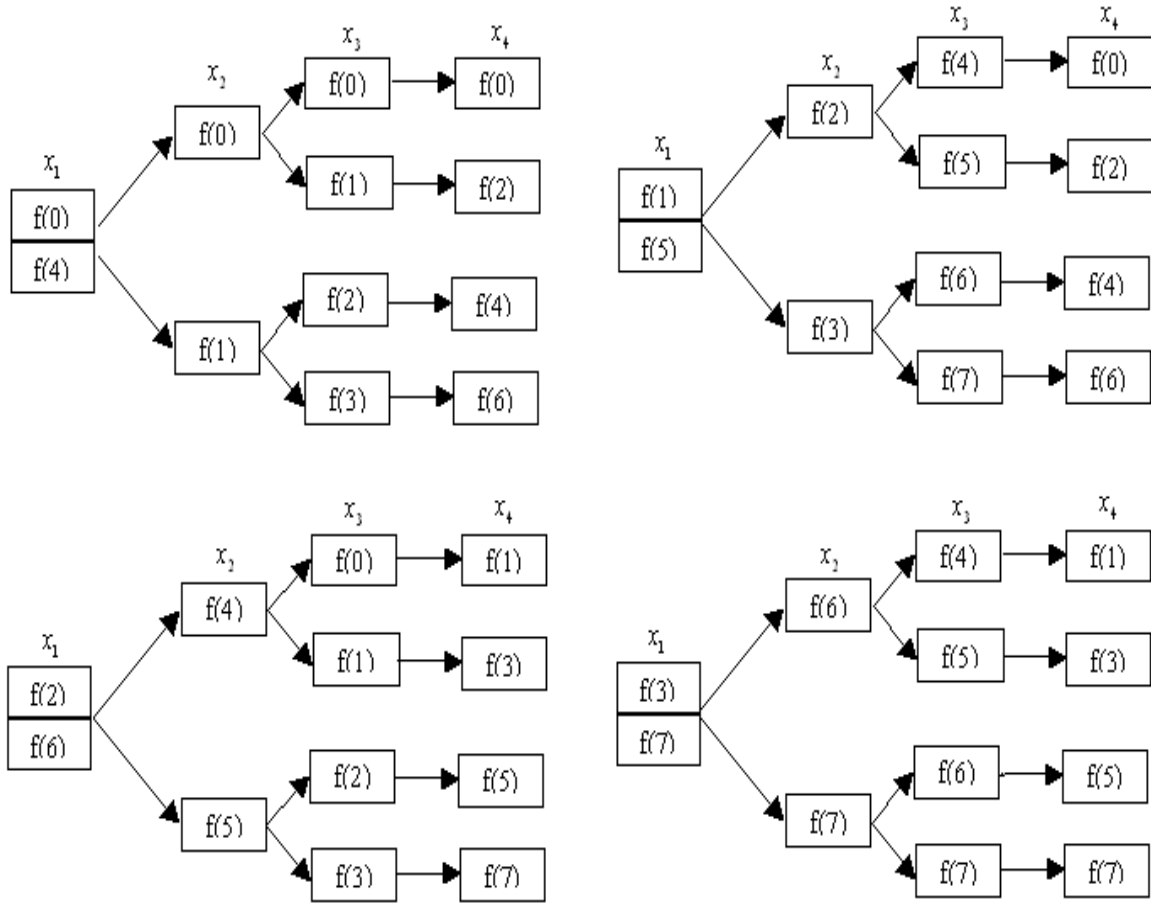 x₃ x₄
f(0) f(0)
x₂
f(0)
f(1) f(2)
x₁
f(0)
f(4)
f(2) f(4)
f(1)
f(3) f(6)
x₃ x₄
f(4) f(0)
x₂
f(2)
f(5) f(2)
x₁
f(1)
f(5)
f(6) f(4)
f(3)
f(7) f(6)
x₃ x₄
f(0) f(1)
x₂
f(4)
f(1) f(3)
x₁
f(2)
f(6)
f(2) f(5)
f(5)
f(3) f(7)
x₃ x₄
f(4) f(1)
x₂
f(6)
f(5) f(3)
x₁
f(3)
f(7)
f(6) f(5)
f(7)
f(7) f(7)